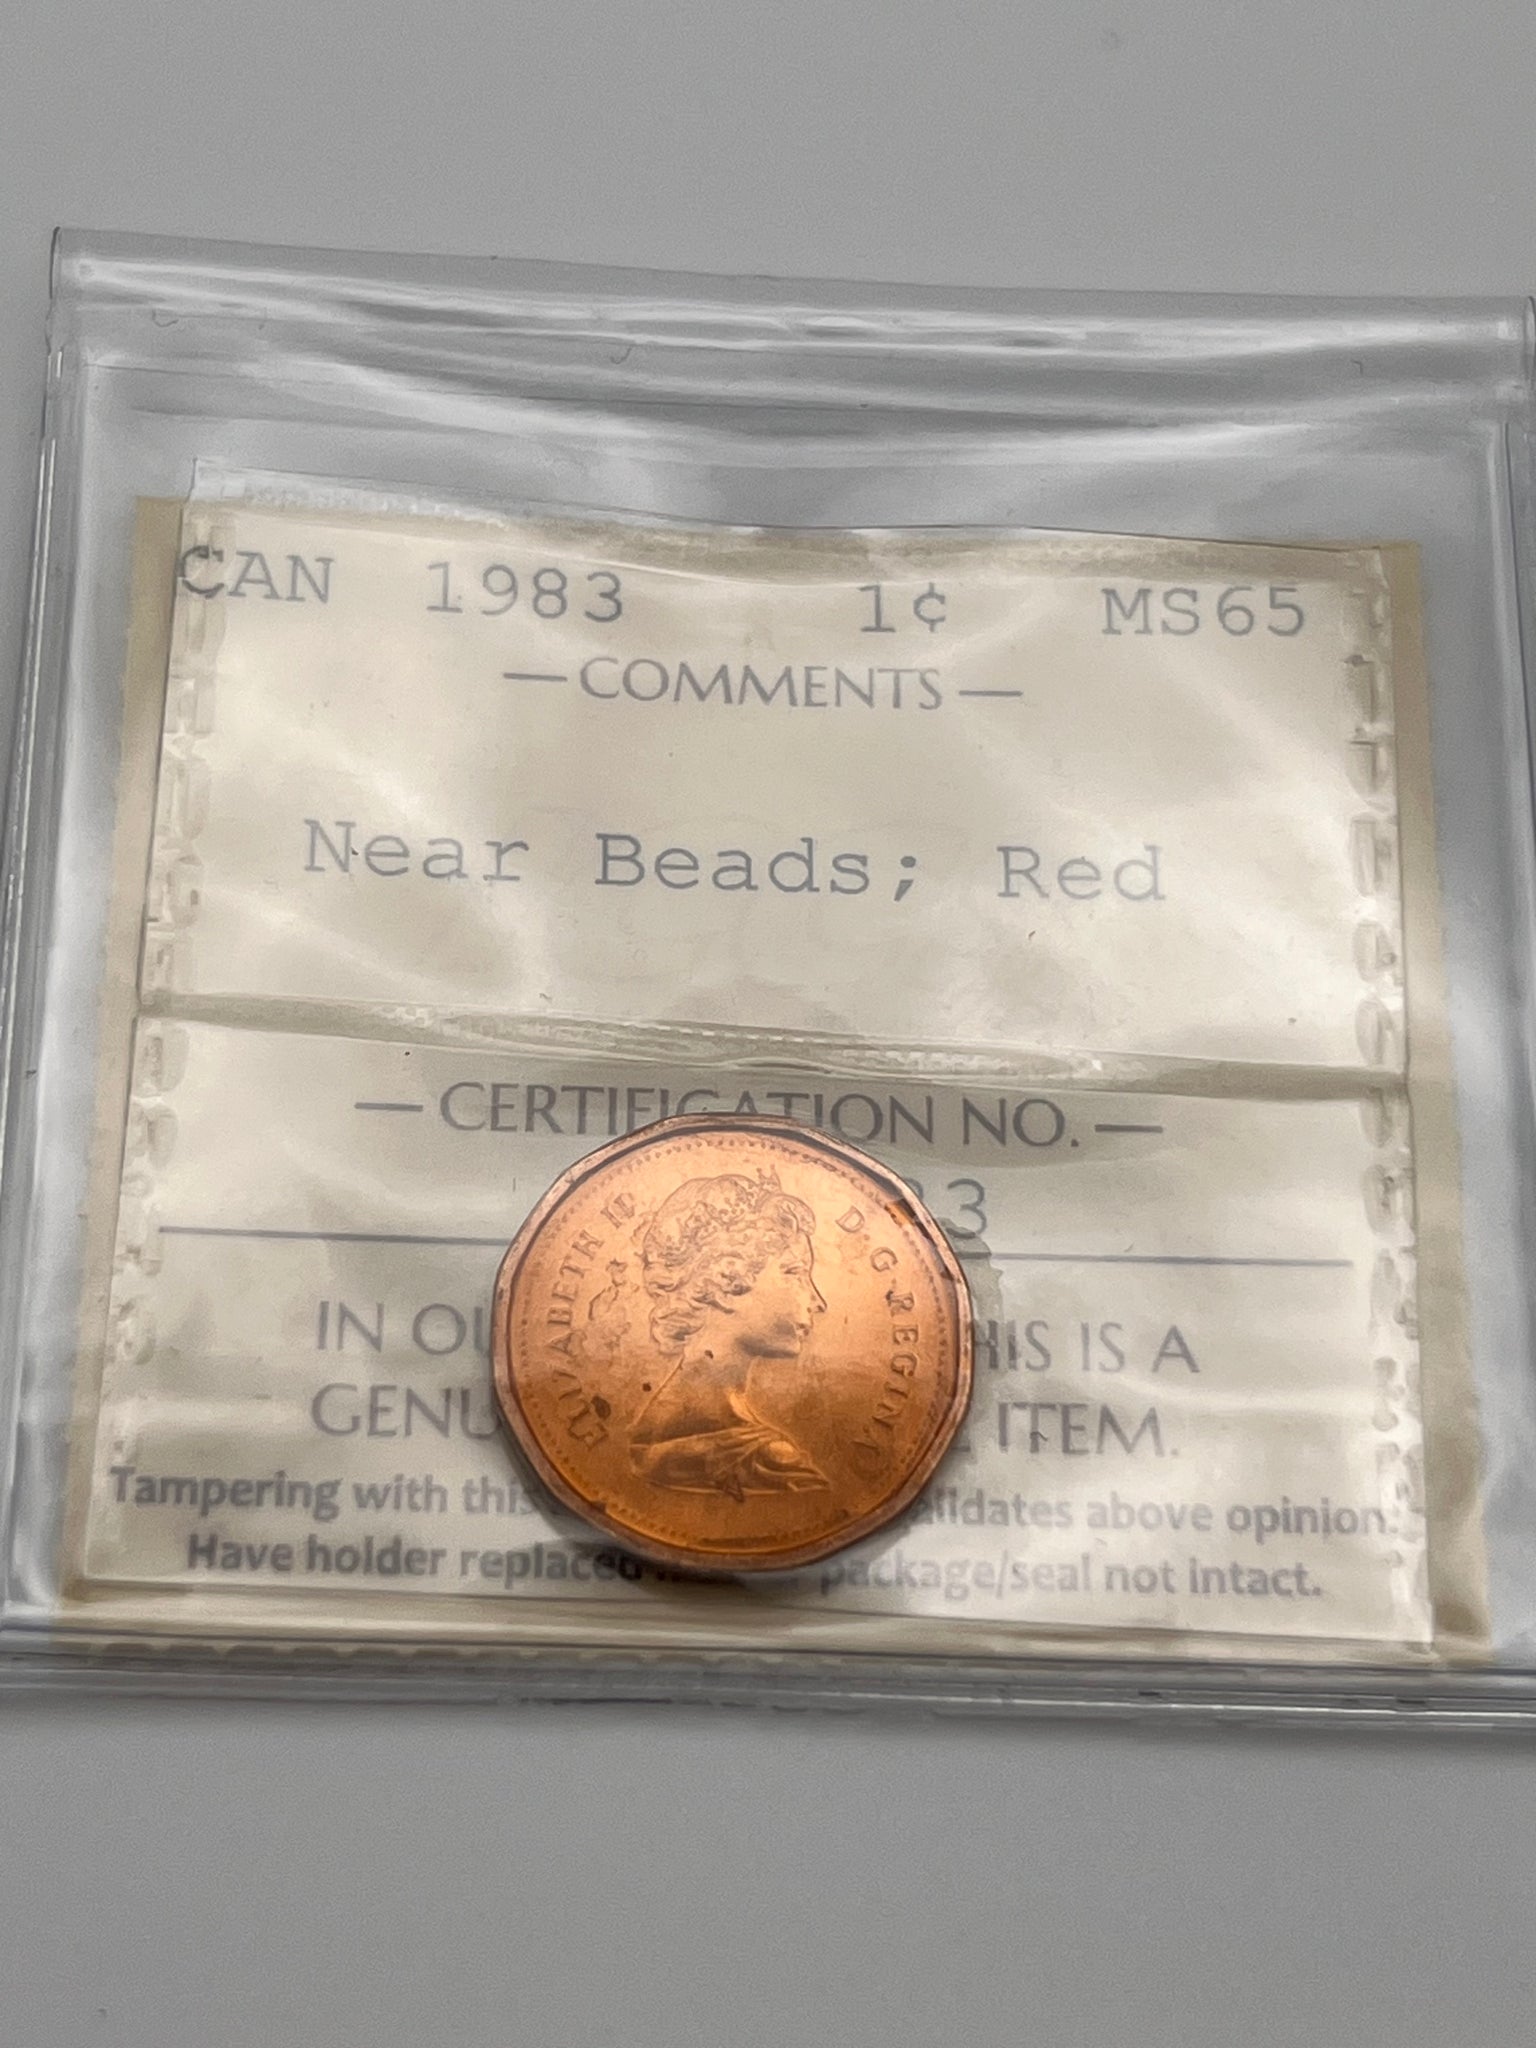 CAN 1983 1¢ MS65
— COMMENTS —
Near Beads; Red
— CERTIFICATION NO. —
33
IN OU HIS IS A
GENU ITEM.
Tampering with this alidates above opinion.
Have holder replaced package/seal not intact.
ELIZABETH II D·G·REGINA